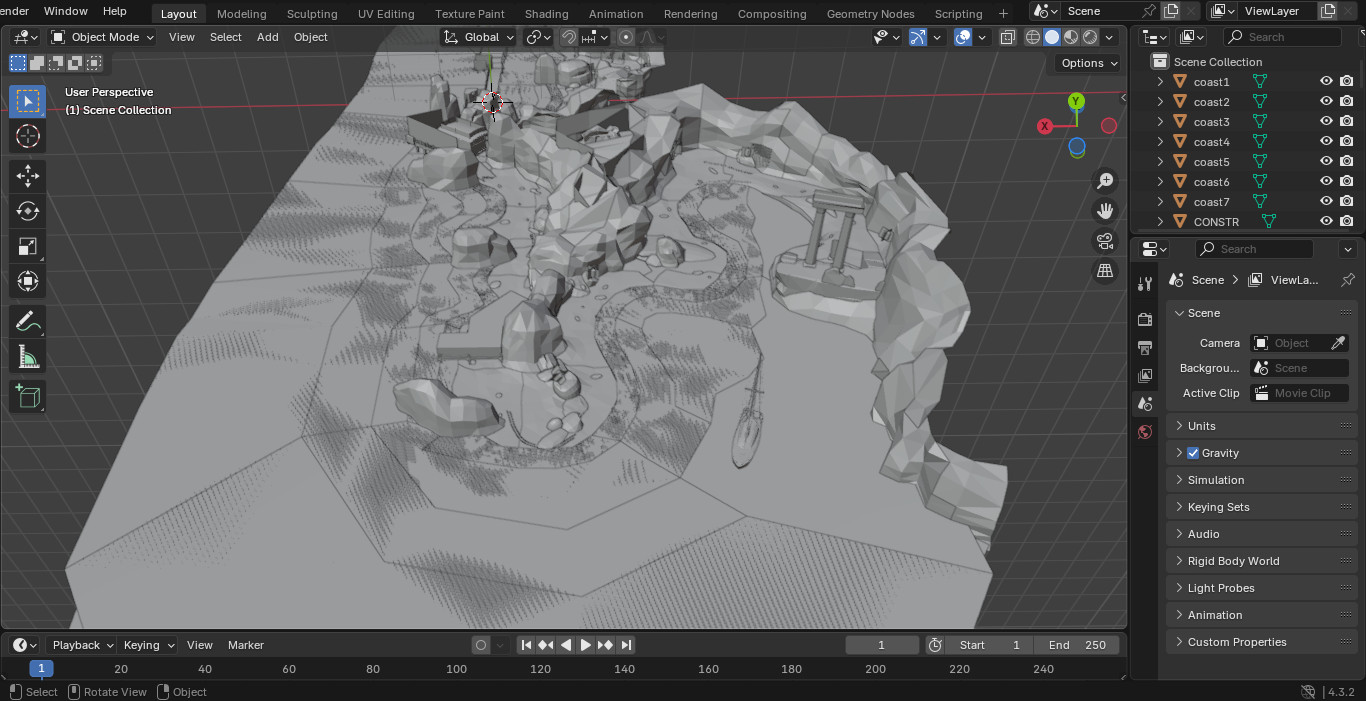 ender Window Help Layout Modeling Sculpting UV Editing Texture Paint Shading Animation Rendering Compositing Geometry Nodes Scripting + Scene ViewLayer
Object Mode View Select Add Object Global Search
Options
User Perspective
(1) Scene Collection
Y
X
Scene Collection
coast1
coast2
coast3
coast4
coast5
coast6
coast7
CONSTR
Search
Scene ViewLa...
Scene
Camera Object
Backgrou... Scene
Active Clip Movie Clip
Units
Gravity
Simulation
Keying Sets
Audio
Rigid Body World
Light Probes
Animation
Custom Properties
Playback Keying View Marker 1 Start 1 End 250
1 20 40 60 80 100 120 140 160 180 200 220 240
Select Rotate View Object 4.3.2